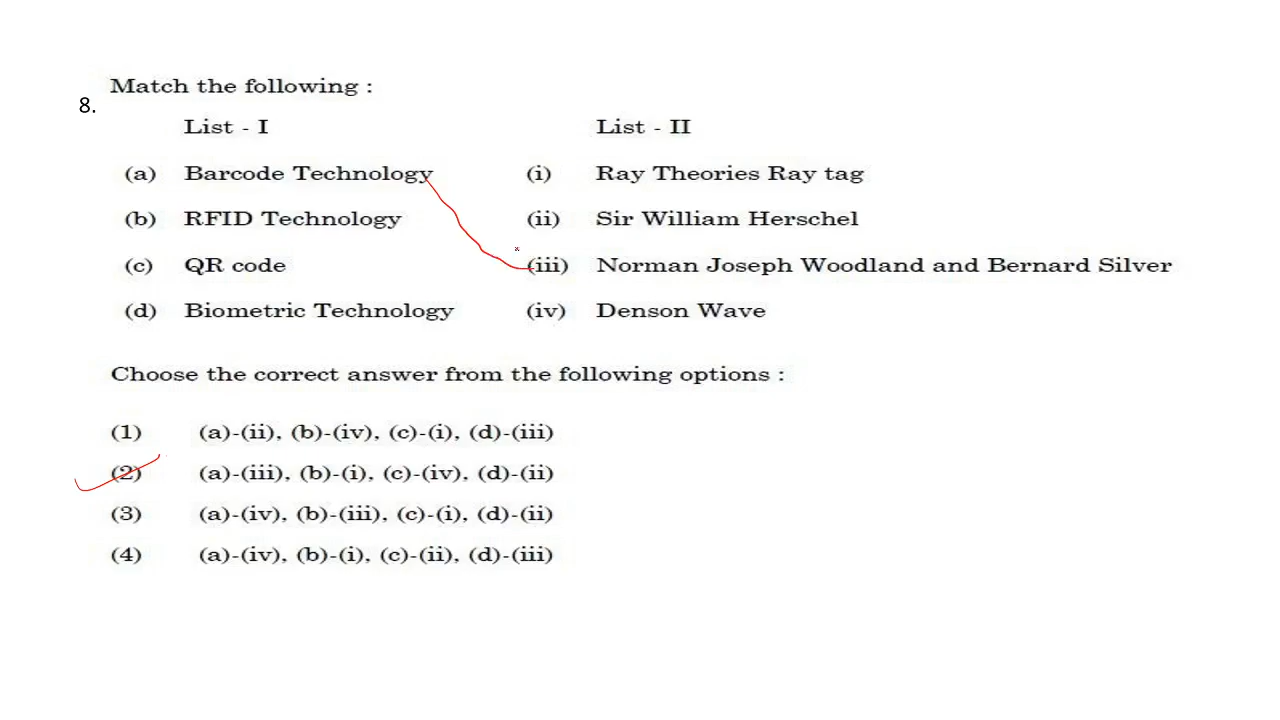 Match the following :
8.
List - I List - II
(a) Barcode Technology (i) Ray Theories Ray tag
(b) RFID Technology (ii) Sir William Herschel
(c) QR code (iii) Norman Joseph Woodland and Bernard Silver
(d) Biometric Technology (iv) Denson Wave
Choose the correct answer from the following options :
(1) (a)-(ii), (b)-(iv), (c)-(i), (d)-(iii)
(2) (a)-(iii), (b)-(i), (c)-(iv), (d)-(ii)
(3) (a)-(iv), (b)-(iii), (c)-(i), (d)-(ii)
(4) (a)-(iv), (b)-(i), (c)-(ii), (d)-(iii)